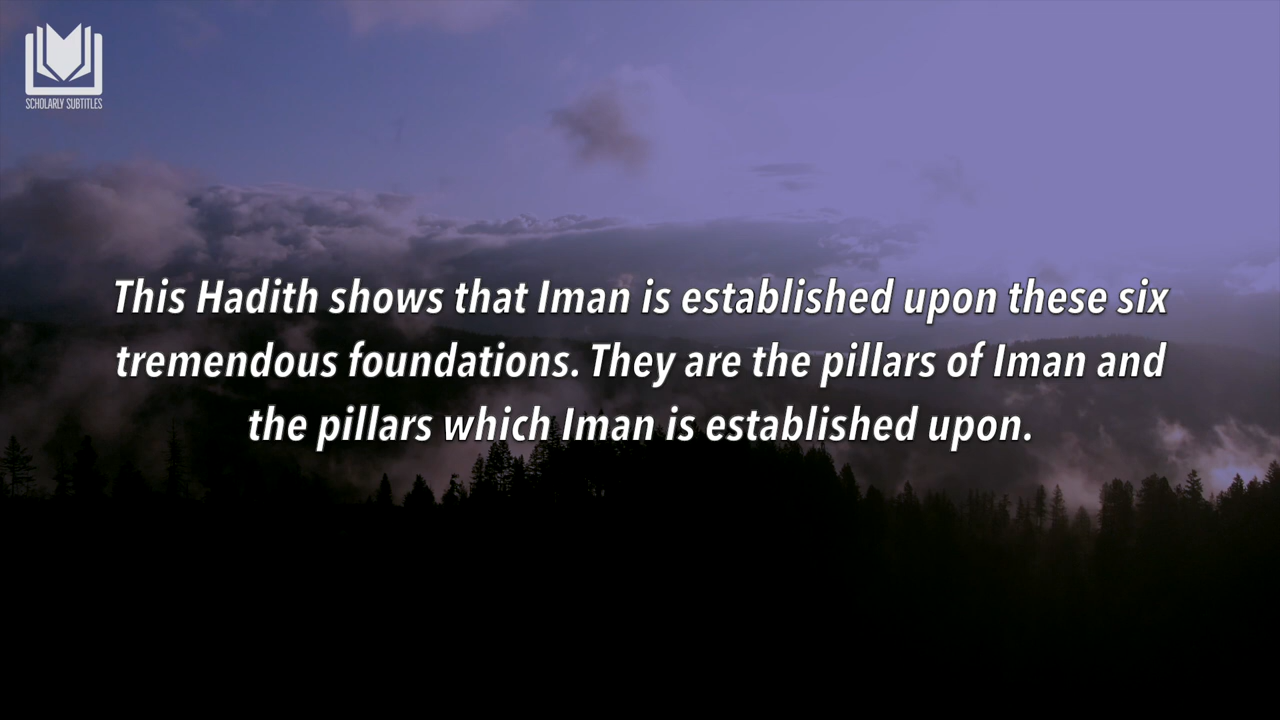 SCHOLARLY SUBTITLES
This Hadith shows that Iman is established upon these six
tremendous foundations. They are the pillars of Iman and
the pillars which Iman is established upon.